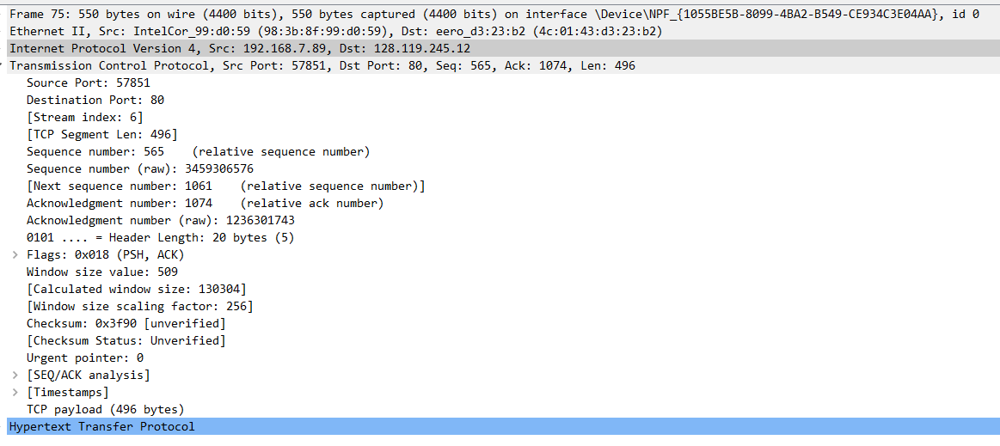 Frame 75: 550 bytes on wire (4400 bits), 550 bytes captured (4400 bits) on interface \Device\NPF_{1055BE5B-8099-4BA2-B549-CE934C3E04AA}, id 0
Ethernet II, Src: IntelCor_99:d0:59 (98:3b:8f:99:d0:59), Dst: eero_d3:23:b2 (4c:01:43:d3:23:b2)
Internet Protocol Version 4, Src: 192.168.7.89, Dst: 128.119.245.12
Transmission Control Protocol, Src Port: 57851, Dst Port: 80, Seq: 565, Ack: 1074, Len: 496
Source Port: 57851
Destination Port: 80
[Stream index: 6]
[TCP Segment Len: 496]
Sequence number: 565    (relative sequence number)
Sequence number (raw): 3459306576
[Next sequence number: 1061    (relative sequence number)]
Acknowledgment number: 1074    (relative ack number)
Acknowledgment number (raw): 1236301743
0101 .... = Header Length: 20 bytes (5)
Flags: 0x018 (PSH, ACK)
Window size value: 509
[Calculated window size: 130304]
[Window size scaling factor: 256]
Checksum: 0x3f90 [unverified]
[Checksum Status: Unverified]
Urgent pointer: 0
[SEQ/ACK analysis]
[Timestamps]
TCP payload (496 bytes)
Hypertext Transfer Protocol